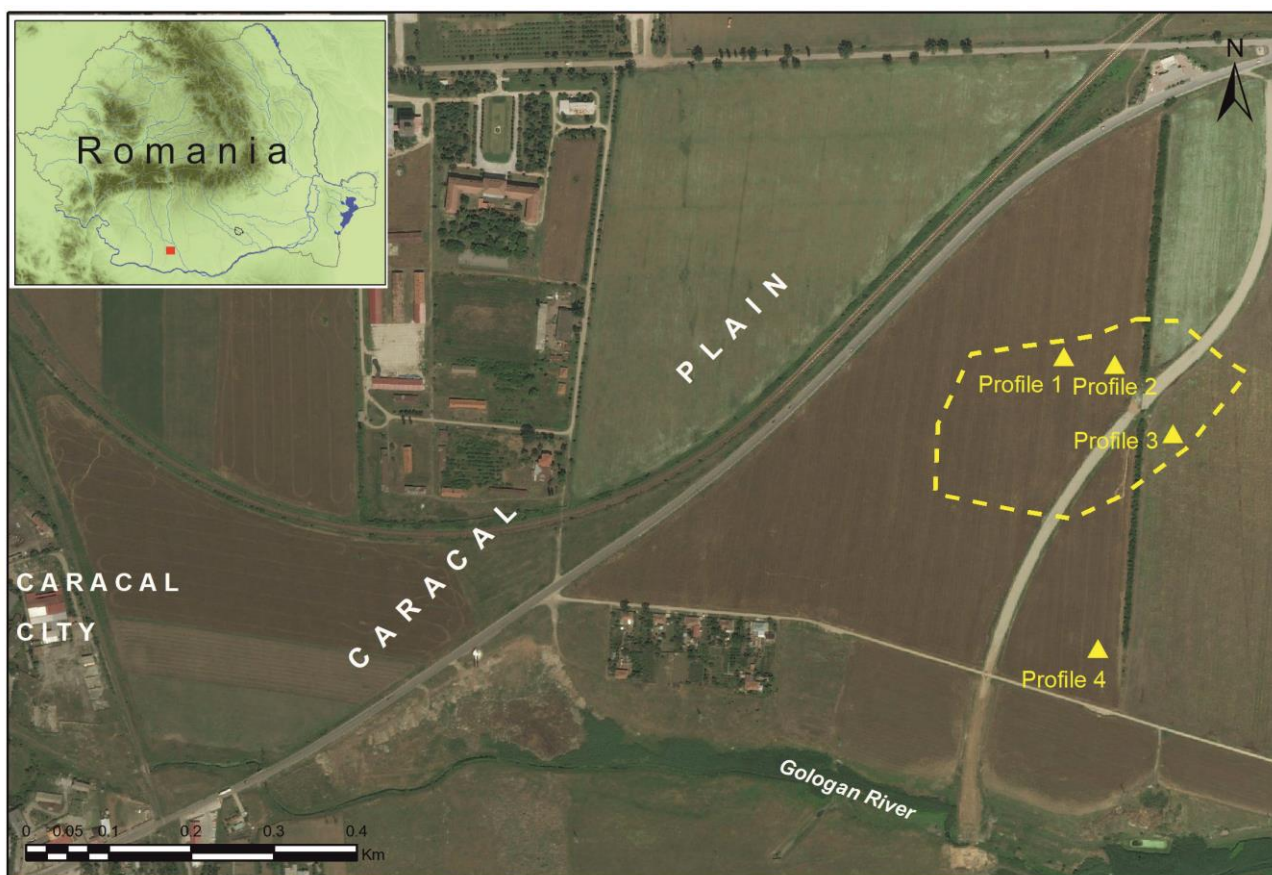 Romania
N
PLAIN
Profile 1
Profile 2
Profile 3
CARACAL
CARACAL
CLTY
Profile 4
Gologan River
0 0.05 0.1 0.2 0.3 0.4
Km